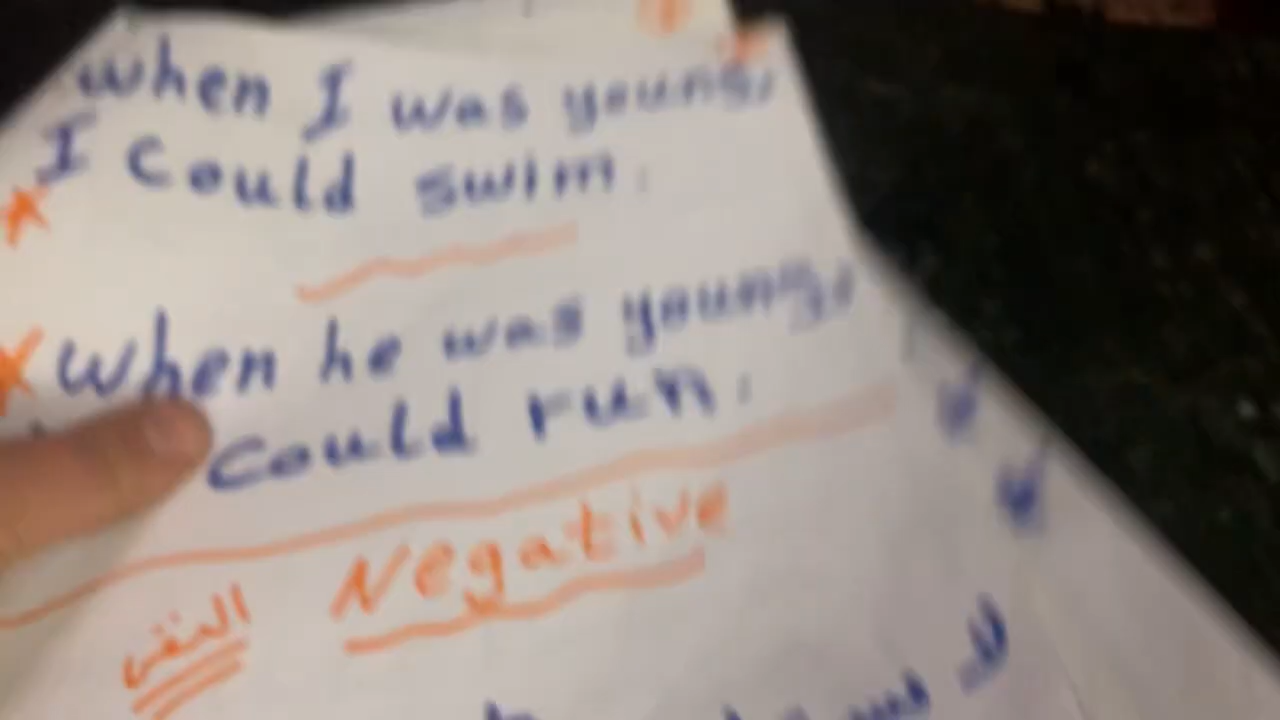 when I was young,
I could swim.
When he was young,
could run.
Negative
النفي